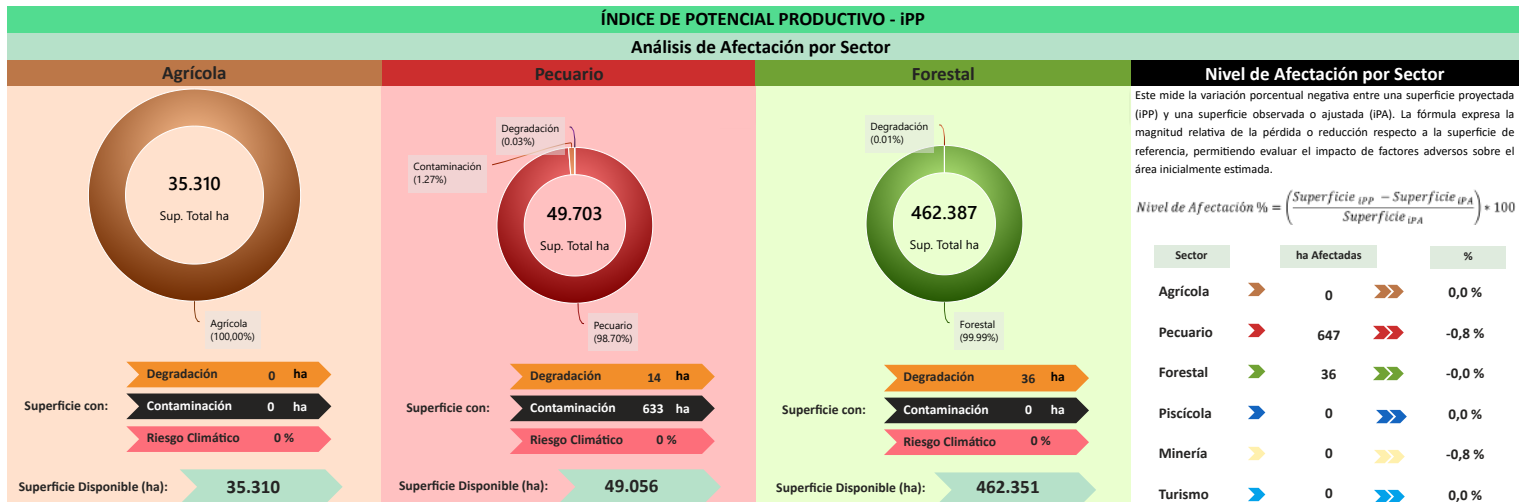 ÍNDICE DE POTENCIAL PRODUCTIVO - iPP
Análisis de Afectación por Sector
Agrícola
35.310
Sup. Total ha
Agrícola
(100,00%)
Superficie con:
Degradación 0 ha
Contaminación 0 ha
Riesgo Climático 0 %
Superficie Disponible (ha): 35.310
Pecuario
Degradación
(0.03%)
Contaminación
(1.27%)
49.703
Sup. Total ha
Pecuario
(98.70%)
Superficie con:
Degradación 14 ha
Contaminación 633 ha
Riesgo Climático 0 %
Superficie Disponible (ha): 49.056
Forestal
Degradación
(0.01%)
462.387
Sup. Total ha
Forestal
(99.99%)
Superficie con:
Degradación 36 ha
Contaminación 0 ha
Riesgo Climático 0 %
Superficie Disponible (ha): 462.351
Nivel de Afectación por Sector
Este mide la variación porcentual negativa entre una superficie proyectada
(iPP) y una superficie observada o ajustada (iPA). La fórmula expresa la
magnitud relativa de la pérdida o reducción respecto a la superficie de
referencia, permitiendo evaluar el impacto de factores adversos sobre el
área inicialmente estimada.
Nivel de Afectación % = (Superficie iPP − Superficie iPA / Superficie iPA) * 100
Sector ha Afectadas %
Agrícola 0 0,0 %
Pecuario 647 -0,8 %
Forestal 36 -0,0 %
Piscícola 0 0,0 %
Minería 0 -0,8 %
Turismo 0 0,0 %